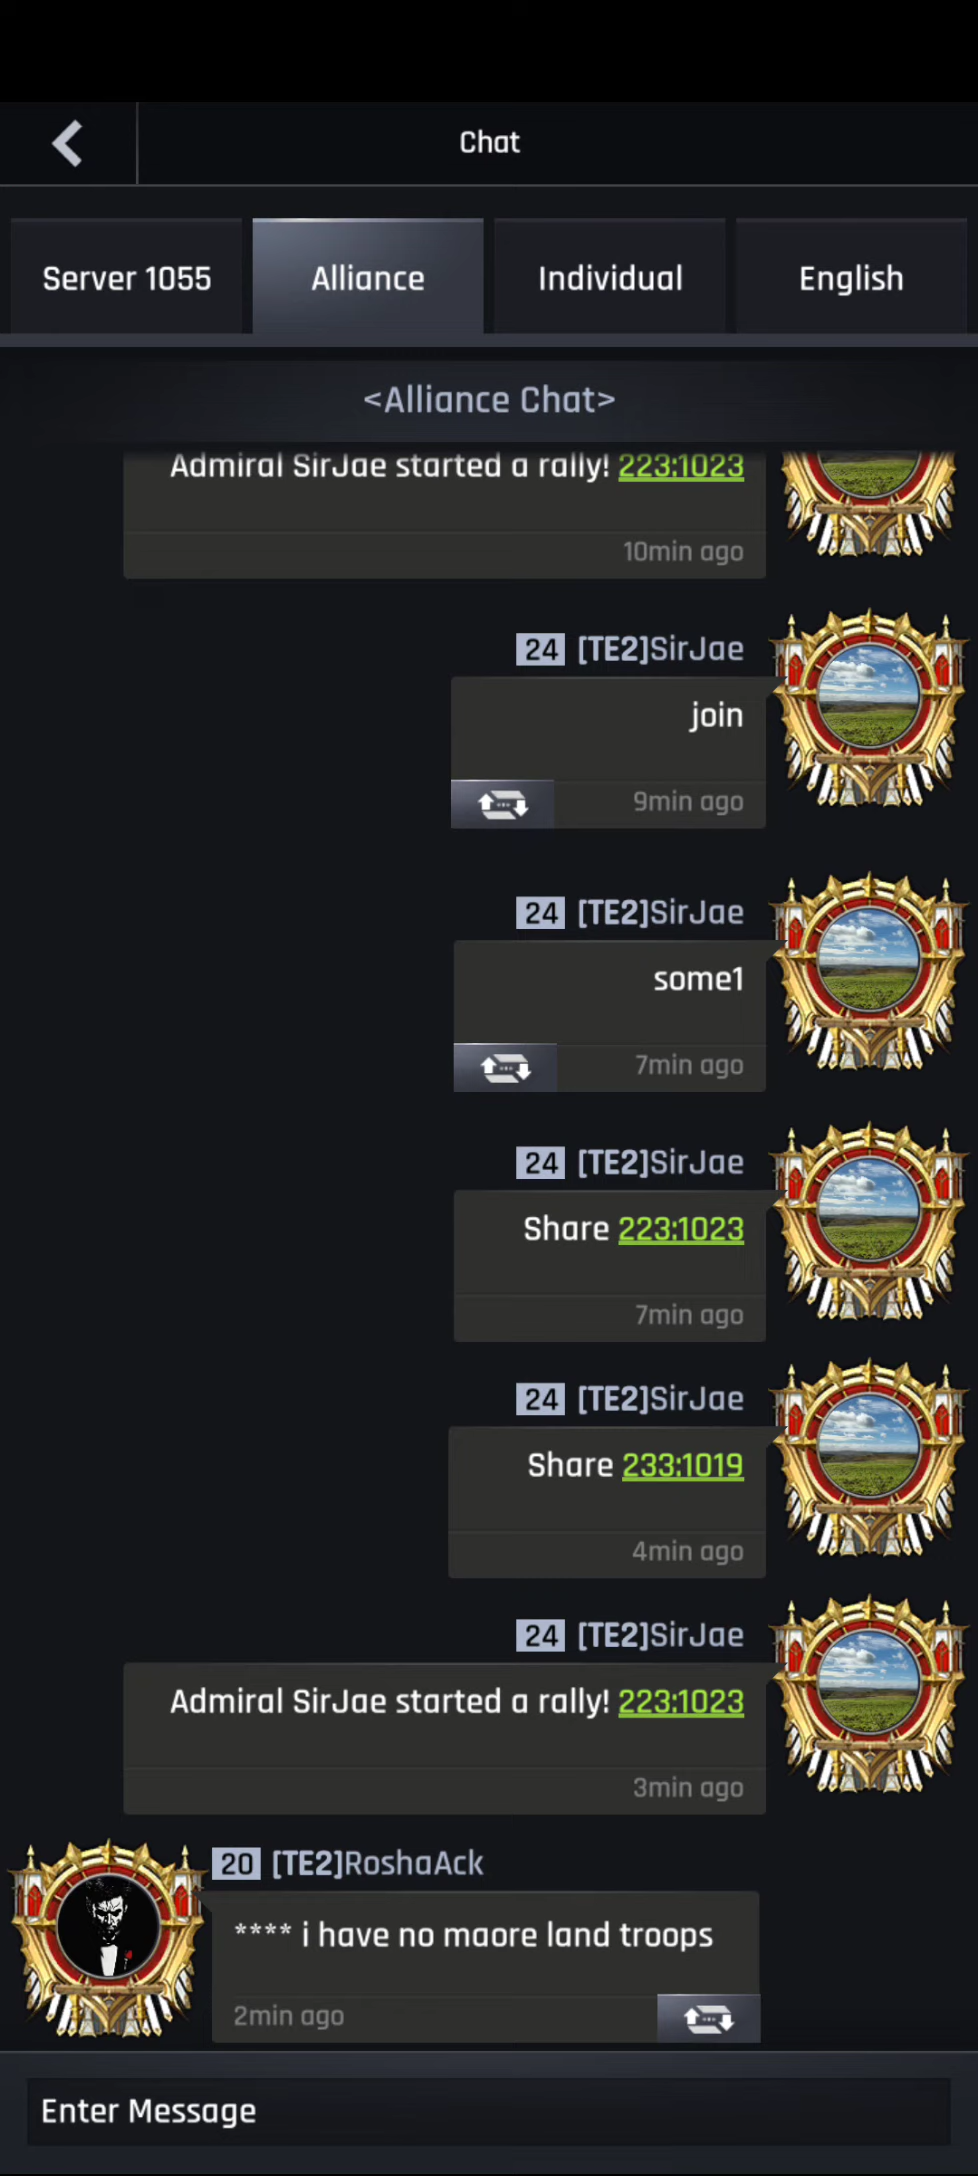 Chat
Server 1055
Alliance
Individual
English
<Alliance Chat>
Admiral SirJae started a rally! 223:1023
10min ago
24 [TE2]SirJae
join
9min ago
24 [TE2]SirJae
some1
7min ago
24 [TE2]SirJae
Share 223:1023
7min ago
24 [TE2]SirJae
Share 233:1019
4min ago
24 [TE2]SirJae
Admiral SirJae started a rally! 223:1023
3min ago
20 [TE2]RoshaAck
**** i have no maore land troops
2min ago
Enter Message